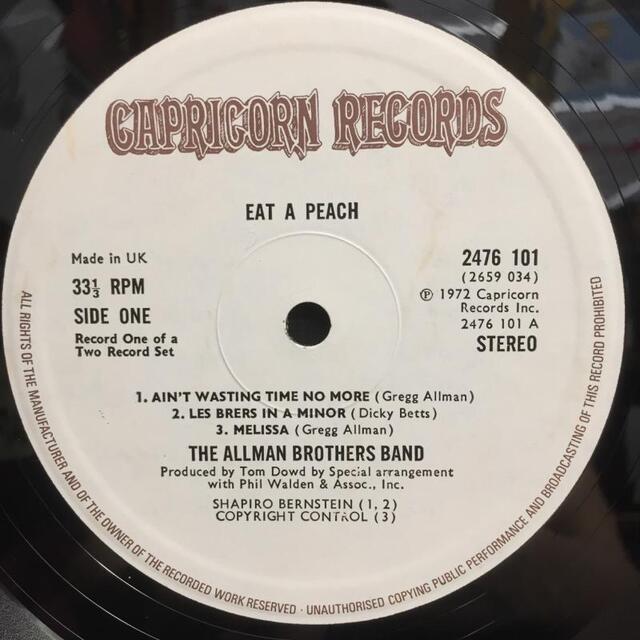 CAPRICORN RECORDS
EAT A PEACH
Made in UK
33⅓ RPM
SIDE ONE
Record One of a
Two Record Set
2476 101
(2659 034)
℗ 1972 Capricorn
Records Inc.
2476 101 A
STEREO
1. AIN'T WASTING TIME NO MORE (Gregg Allman)
2. LES BRERS IN A MINOR (Dicky Betts)
3. MELISSA (Gregg Allman)
THE ALLMAN BROTHERS BAND
Produced by Tom Dowd by Special arrangement
with Phil Walden & Assoc., Inc.
SHAPIRO BERNSTEIN (1, 2)
COPYRIGHT CONTROL (3)
ALL RIGHTS OF THE MANUFACTURER AND OF THE OWNER OF THE RECORDED WORK RESERVED · UNAUTHORISED COPYING PUBLIC PERFORMANCE AND BROADCASTING OF THIS RECORD PROHIBITED